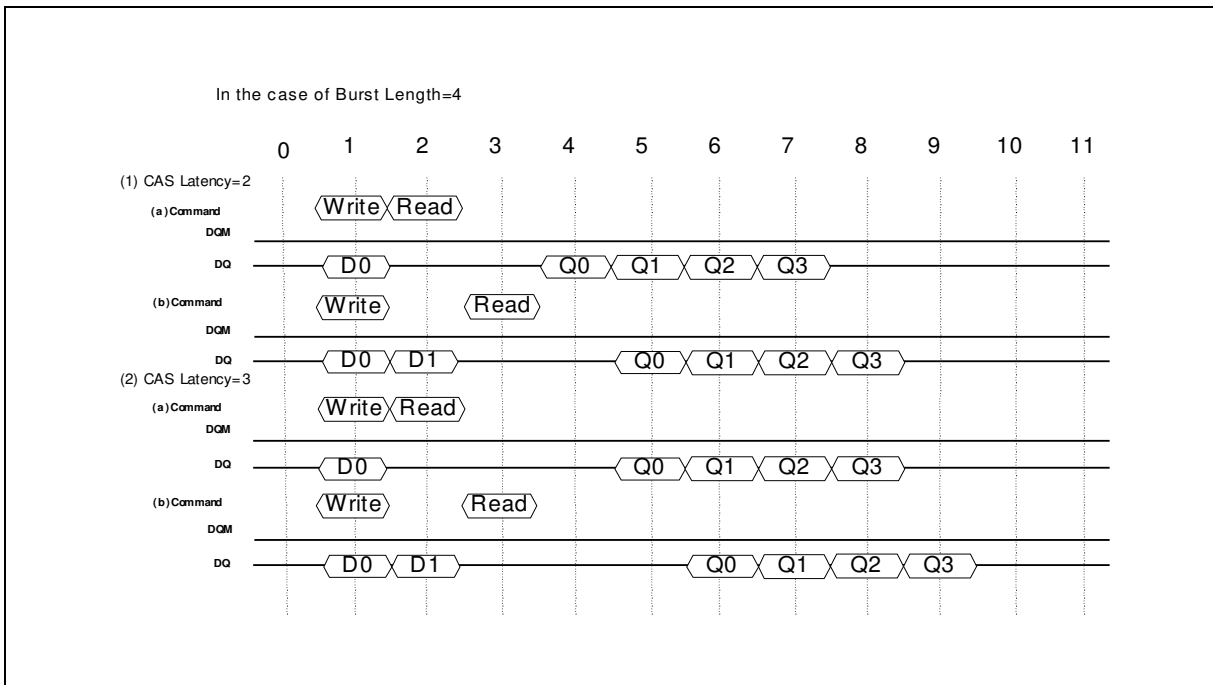 In the case of Burst Length=4
0 1 2 3 4 5 6 7 8 9 10 11
(1) CAS Latency=2
(a)Command Write Read
DQM
DQ D0 Q0 Q1 Q2 Q3
(b)Command Write Read
DQM
DQ D0 D1 Q0 Q1 Q2 Q3
(2) CAS Latency=3
(a)Command Write Read
DQM
DQ D0 Q0 Q1 Q2 Q3
(b)Command Write Read
DQM
DQ D0 D1 Q0 Q1 Q2 Q3